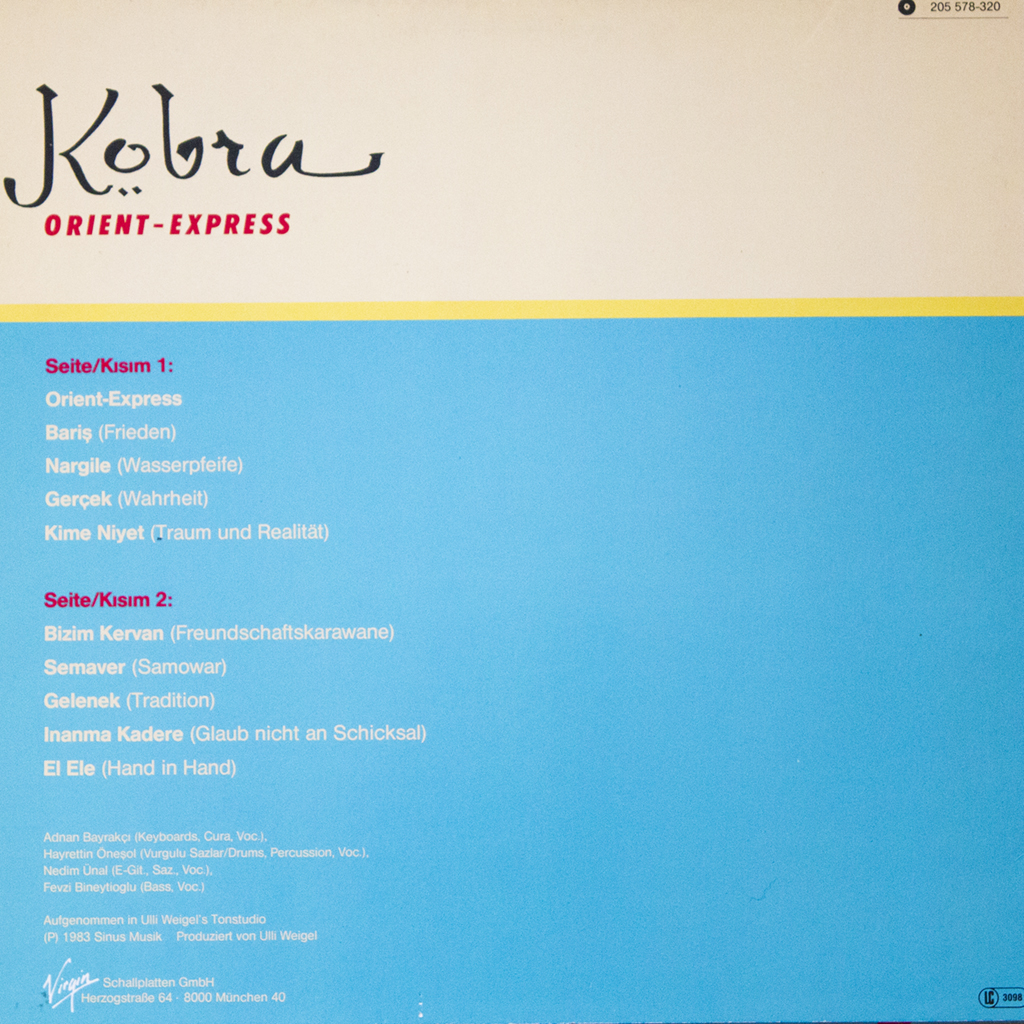 205 578-320
Kobra
ORIENT-EXPRESS
Seite/Kısım 1:
Orient-Express
Bariş (Frieden)
Nargile (Wasserpfeife)
Gerçek (Wahrheit)
Kime Niyet (Traum und Realität)
Seite/Kısım 2:
Bizim Kervan (Freundschaftskarawane)
Semaver (Samowar)
Gelenek (Tradition)
Inanma Kadere (Glaub nicht an Schicksal)
El Ele (Hand in Hand)
Adnan Bayrakçı (Keyboards, Cura, Voc.),
Hayrettin Öneşol (Vurgulu Sazlar/Drums, Percussion, Voc.),
Nedim Ünal (E-Git., Saz., Voc.),
Fevzi Bineytioglu (Bass, Voc.)
Aufgenommen in Ulli Weigel's Tonstudio
(P) 1983 Sinus Musik Produziert von Ulli Weigel
Virgin Schallplatten GmbH
Herzogstraße 64 · 8000 München 40
LC 3098